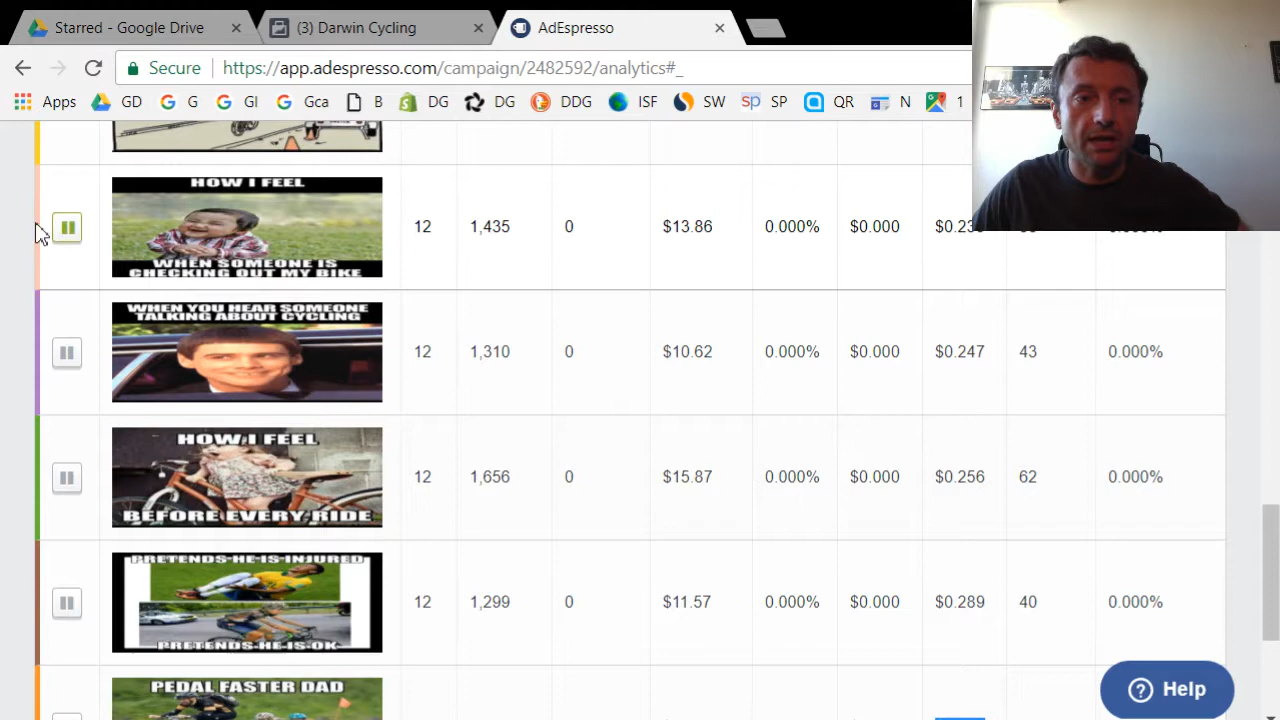 Starred - Google Drive
(3) Darwin Cycling
AdEspresso
Secure https://app.adespresso.com/campaign/2482592/analytics#_
Apps GD G GI Gca B DG DG DDG ISF SW SP QR N 1
HOW I FEEL
WHEN SOMEONE IS
CHECKING OUT MY BIKE
12 1,435 0 $13.86 0.000% $0.000
WHEN YOU HEAR SOMEONE
TALKING ABOUT CYCLING
12 1,310 0 $10.62 0.000% $0.000 $0.247 43 0.000%
HOW I FEEL
BEFORE EVERY RIDE
12 1,656 0 $15.87 0.000% $0.000 $0.256 62 0.000%
PRETENDS HE IS INJURED
PRETENDS HE IS OK
12 1,299 0 $11.57 0.000% $0.000 $0.289 40 0.000%
PEDAL FASTER DAD
Help